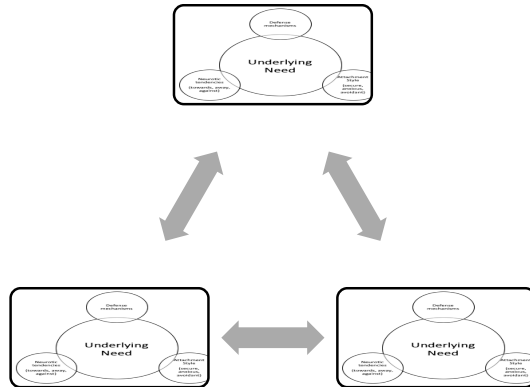 Defense
mechanisms
Underlying
Need
Neurotic
tendencies
(towards, away,
against)
Attachment
Style
(secure,
anxious,
avoidant)
Defense
mechanisms
Underlying
Need
Neurotic
tendencies
(towards, away,
against)
Attachment
Style
(secure,
anxious,
avoidant)
Defense
mechanisms
Underlying
Need
Neurotic
tendencies
(towards, away,
against)
Attachment
Style
(secure,
anxious,
avoidant)